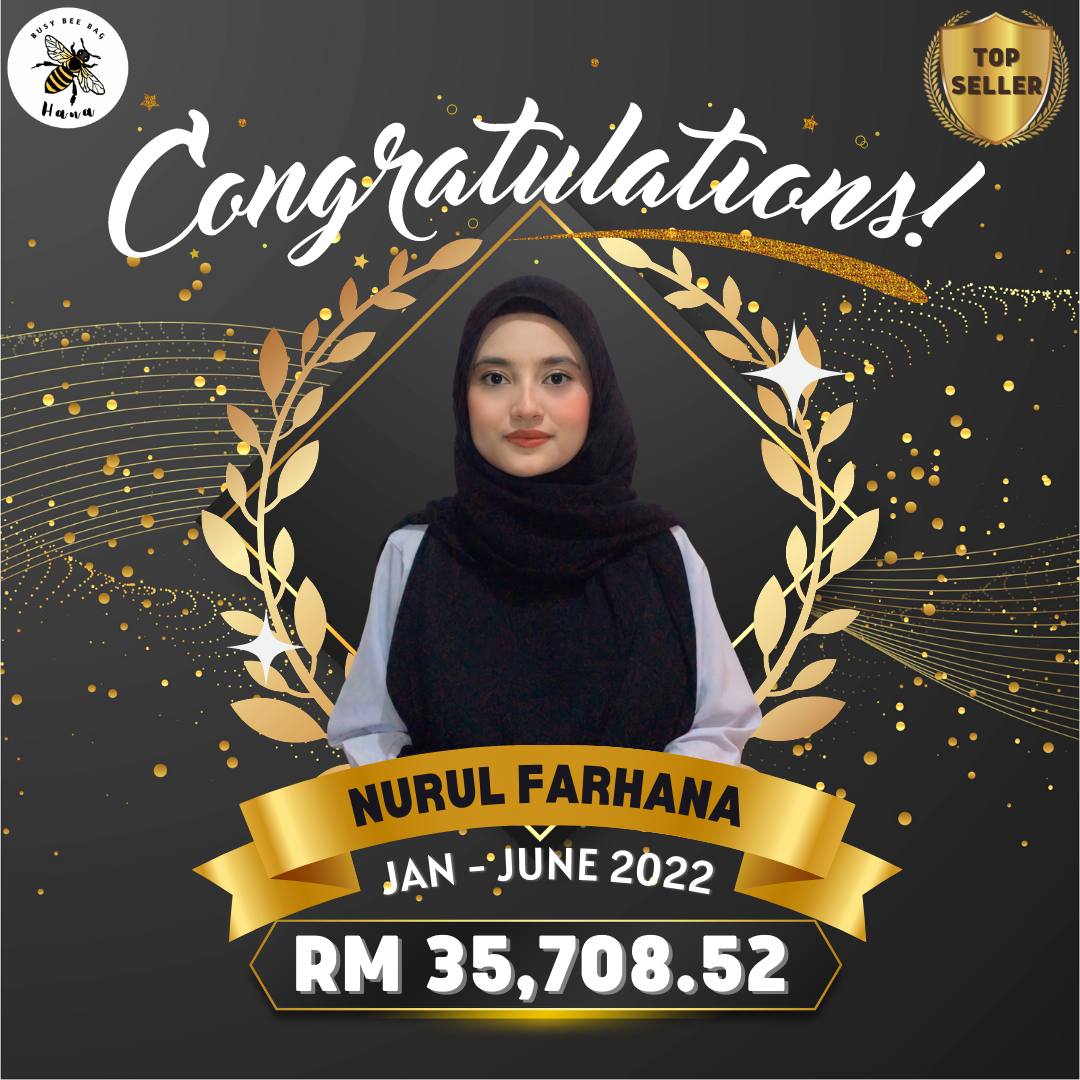 BUSY BEE BAG
Hana
TOP
SELLER
Congratulations!
NURUL FARHANA
JAN - JUNE 2022
RM 35,708.52